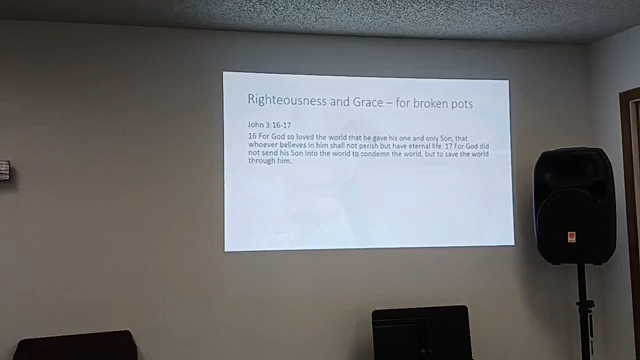 Righteousness and Grace – for broken pots
John 3:16-17
16 For God so loved the world that he gave his one and only Son, that
whoever believes in him shall not perish but have eternal life. 17 For God did
not send his Son into the world to condemn the world, but to save the world
through him.